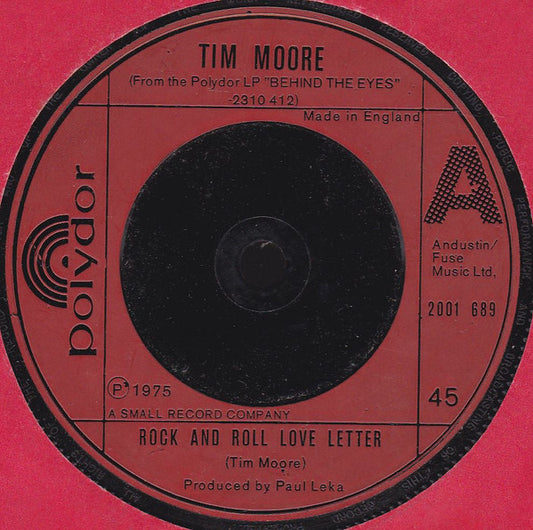 TIM MOORE
(From the Polydor LP "BEHIND THE EYES"
-2310 412)
Made in England
A
polydor
Andustin/
Fuse
Music Ltd,
2001 689
Ⓟ 1975
45
A SMALL RECORD COMPANY
ROCK AND ROLL LOVE LETTER
(Tim Moore)
Produced by Paul Leka